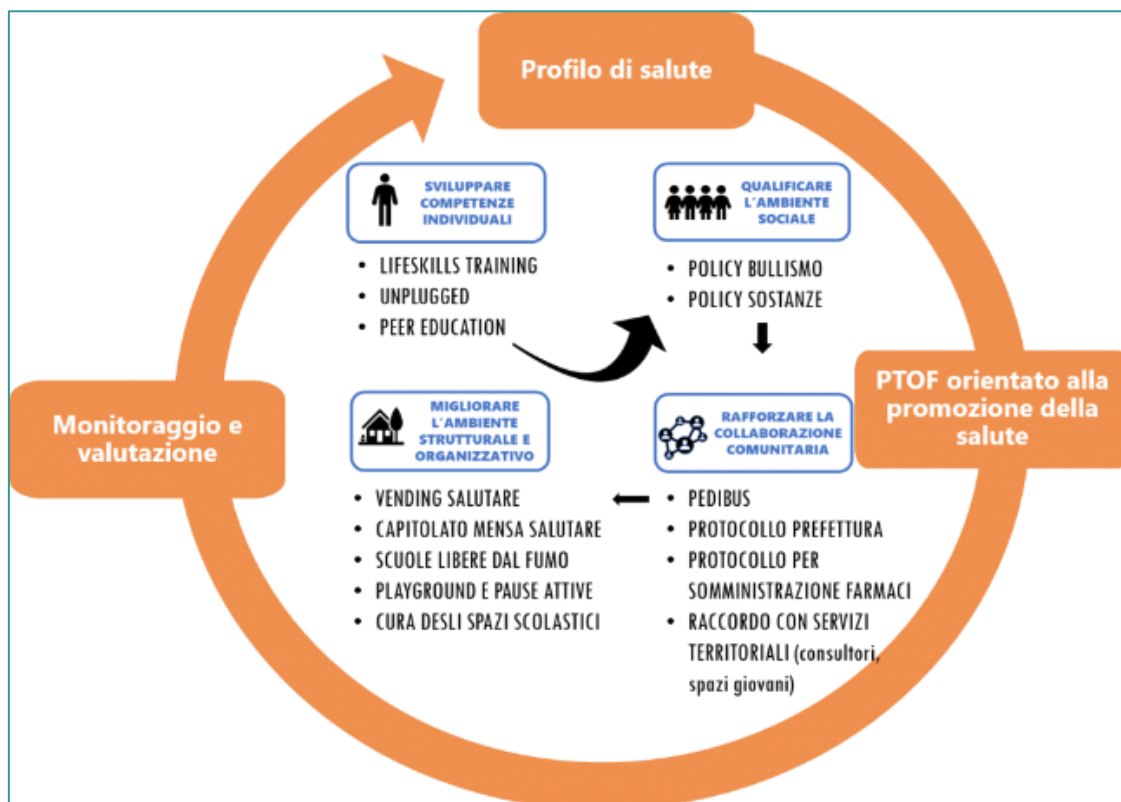 Profilo di salute
SVILUPPARE
COMPETENZE
INDIVIDUALI
• LIFESKILLS TRAINING
• UNPLUGGED
• PEER EDUCATION
QUALIFICARE
L'AMBIENTE
SOCIALE
• POLICY BULLISMO
• POLICY SOSTANZE
PTOF orientato alla
promozione della
salute
RAFFORZARE LA
COLLABORAZIONE
COMUNITARIA
• PEDIBUS
• PROTOCOLLO PREFETTURA
• PROTOCOLLO PER
SOMMINISTRAZIONE FARMACI
• RACCORDO CON SERVIZI
TERRITORIALI (consultori,
spazi giovani)
MIGLIORARE
L'AMBIENTE
STRUTTURALE E
ORGANIZZATIVO
• VENDING SALUTARE
• CAPITOLATO MENSA SALUTARE
• SCUOLE LIBERE DAL FUMO
• PLAYGROUND E PAUSE ATTIVE
• CURA DESLI SPAZI SCOLASTICI
Monitoraggio e
valutazione